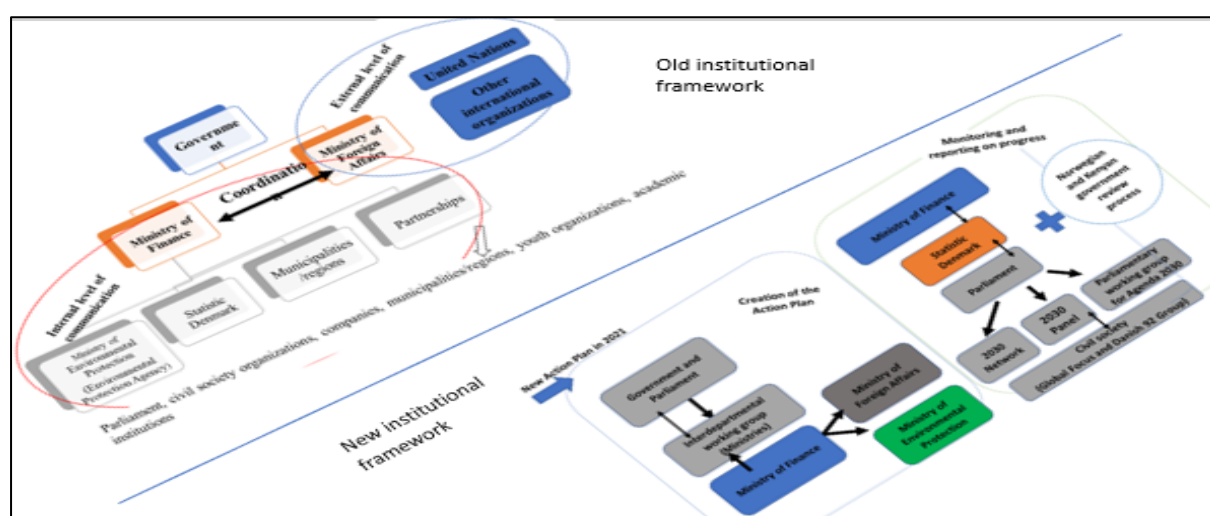 External level of
communication
United Nations
Other
international
organizations
Governme
nt
Ministry of
Foreign
Affairs
Coordinatio
n
Ministry of
Finance
Partnerships
Municipalities
/regions
Statistic
Denmark
Internal level of
communication
Ministry of
Environmental
Protection
(Environmental
Protection Agency)
Parliament, civil society organizations, companies, municipalities/regions, youth organizations, academic
institutions
Old institutional
framework
New institutional
framework
New Action Plan in 2021
Creation of the
Action Plan
Government and
Parliament
Interdepartmental
working group
(Ministries)
Ministry of Finance
Ministry of
Foreign Affairs
Ministry of
Environmental
Protection
Monitoring and
reporting on progress
Norwegian
and Kenyan
government
review
process
Ministry of Finance
Statistic
Denmark
Parliament
Parliamentary
working group
for Agenda 2030
2030
Panel
2030
Network
Civil society
(Global Focus and Danish 92 Group)